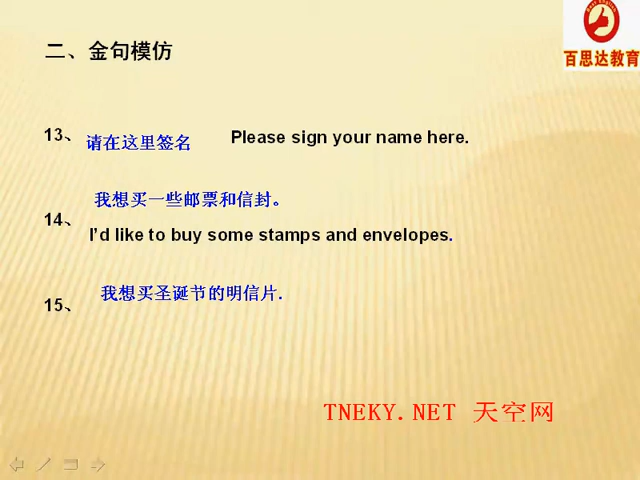 百思达教育
二、金句模仿
13、 请在这里签名 Please sign your name here.
我想买一些邮票和信封。
14、
I'd like to buy some stamps and envelopes.
我想买圣诞节的明信片.
15、
TNEKY.NET 天空网